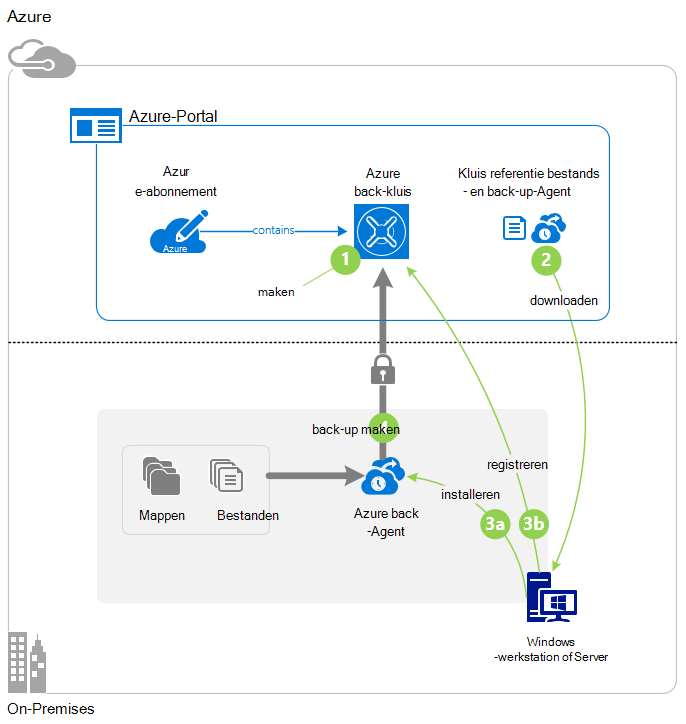 Azure
Azure-Portal
Azur
e-abonnement
Azure
back-kluis
Kluis referentie bestands
- en back-up-Agent
contains
Azure
1
2
maken
downloaden
back-up maken
4
registreren
installeren
Mappen
Bestanden
Azure back
-Agent
3a
3b
Windows
-werkstation of Server
On-Premises